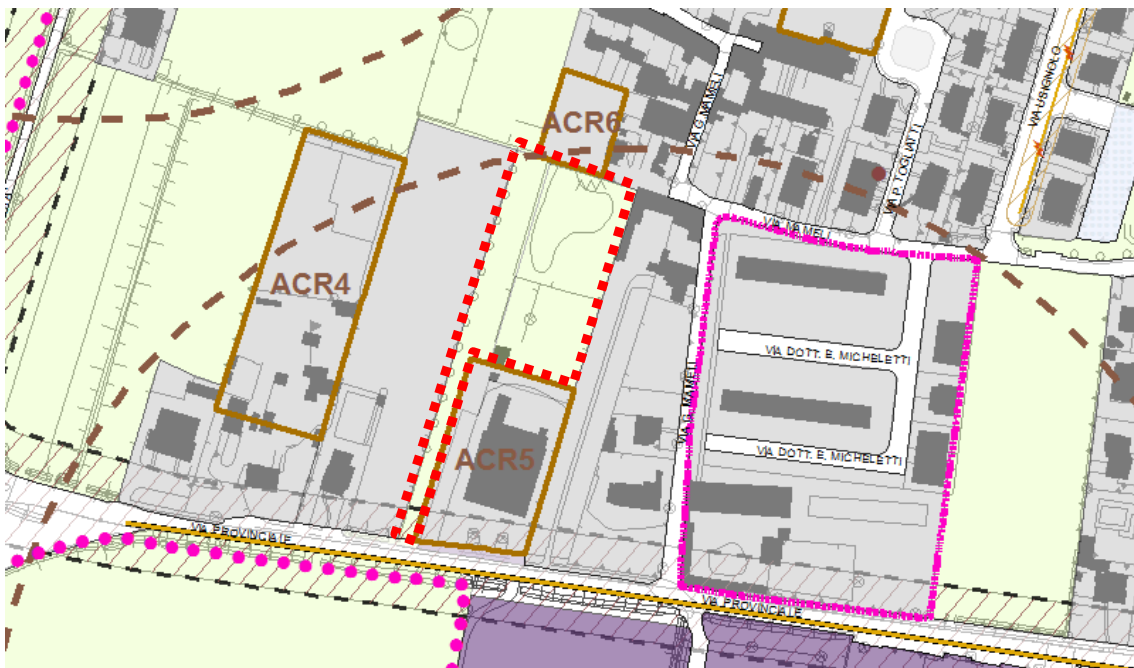 VIA USIGNOLO
ACR6
VIA G. MAMELI
VIA P. TOGLIATTI
VIA MAMELI
ACR4
VIA DOTT. E. MICHELETTI
VIA G. MAMELI
ACR5
VIA DOTT. E. MICHELETTI
VIA PROVINCIALE
VIA PROVINCIALE